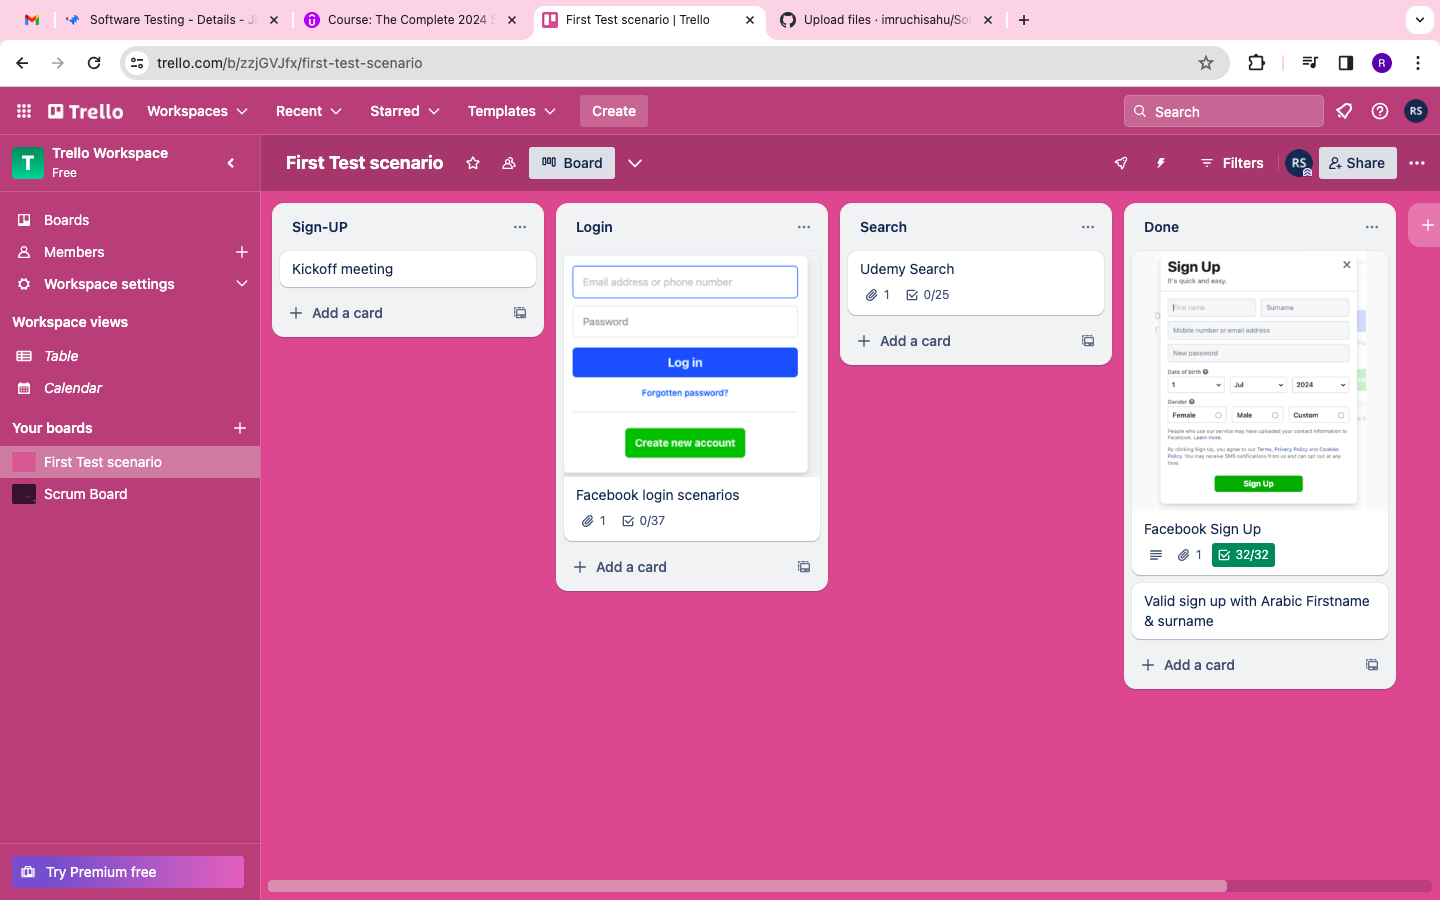 Software Testing - Details - Ji
Course: The Complete 2024 S
First Test scenario | Trello
Upload files · imruchisahu/Sof
trello.com/b/zzjGVJfx/first-test-scenario
R
Trello
Workspaces
Recent
Starred
Templates
Create
Search
RS
T
Trello Workspace
Free
First Test scenario
Board
Filters
RS
Share
Boards
Members
Workspace settings
Workspace views
Table
Calendar
Your boards
First Test scenario
Scrum Board
Try Premium free
Sign-UP
Kickoff meeting
Add a card
Login
Email address or phone number
Password
Log in
Forgotten password?
Create new account
Facebook login scenarios
1
0/37
Add a card
Search
Udemy Search
1
0/25
Add a card
Done
Sign Up
It's quick and easy.
First name
Surname
Mobile number or email address
New password
Date of birth
1
Jul
2024
Gender
Female
Male
Custom
People who use our service may have uploaded your contact information to
Facebook. Learn more.
By clicking Sign Up, you agree to our Terms, Privacy Policy and Cookies
Policy. You may receive SMS notifications from us and can opt out at any
time.
Sign Up
Facebook Sign Up
1
32/32
Valid sign up with Arabic Firstname
& surname
Add a card